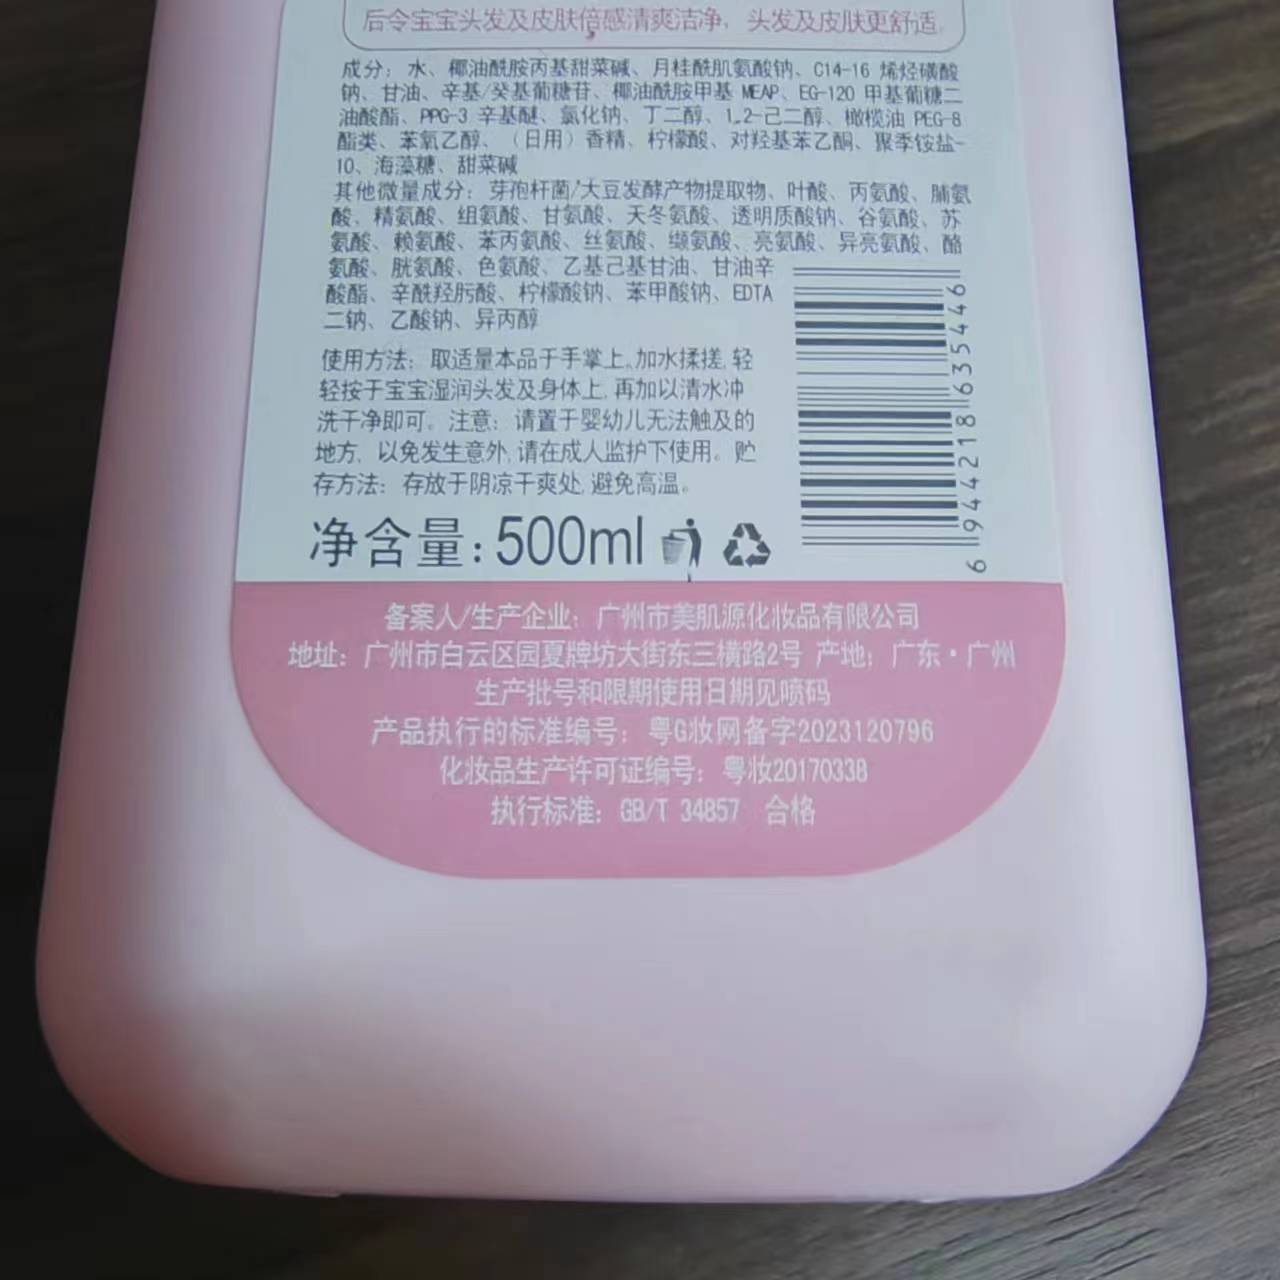 后令宝宝头发及皮肤倍感清爽洁净，头发及皮肤更舒适。
成分：水、椰油酰胺丙基甜菜碱、月桂酰肌氨酸钠、C14-16 烯烃磺酸
钠、甘油、辛基/癸基葡糖苷、椰油酰胺甲基 MEAP、EG-120 甲基葡糖二
油酸酯、PPG-3 辛基醚、氯化钠、丁二醇、1,2-己二醇、橄榄油 PEG-8
酯类、苯氧乙醇、（日用）香精、柠檬酸、对羟基苯乙酮、聚季铵盐-
10、海藻糖、甜菜碱
其他微量成分：芽孢杆菌/大豆发酵产物提取物、叶酸、丙氨酸、脯氨
酸、精氨酸、组氨酸、甘氨酸、天冬氨酸、透明质酸钠、谷氨酸、苏
氨酸、赖氨酸、苯丙氨酸、丝氨酸、缬氨酸、亮氨酸、异亮氨酸、酪
氨酸、胱氨酸、色氨酸、乙基己基甘油、甘油辛
酸酯、辛酰羟肟酸、柠檬酸钠、苯甲酸钠、EDTA
二钠、乙酸钠、异丙醇
使用方法：取适量本品于手掌上,加水揉搓,轻
轻按于宝宝湿润头发及身体上,再加以清水冲
洗干净即可。注意：请置于婴幼儿无法触及的
地方，以免发生意外,请在成人监护下使用。贮
存方法：存放于阴凉干爽处,避免高温。
6944218635446
净含量:500ml
备案人/生产企业：广州市美肌源化妆品有限公司
地址：广州市白云区园夏牌坊大街东三横路2号 产地：广东·广州
生产批号和限期使用日期见喷码
产品执行的标准编号：粤G妆网备字2023120796
化妆品生产许可证编号：粤妆20170338
执行标准：GB/T 34857 合格